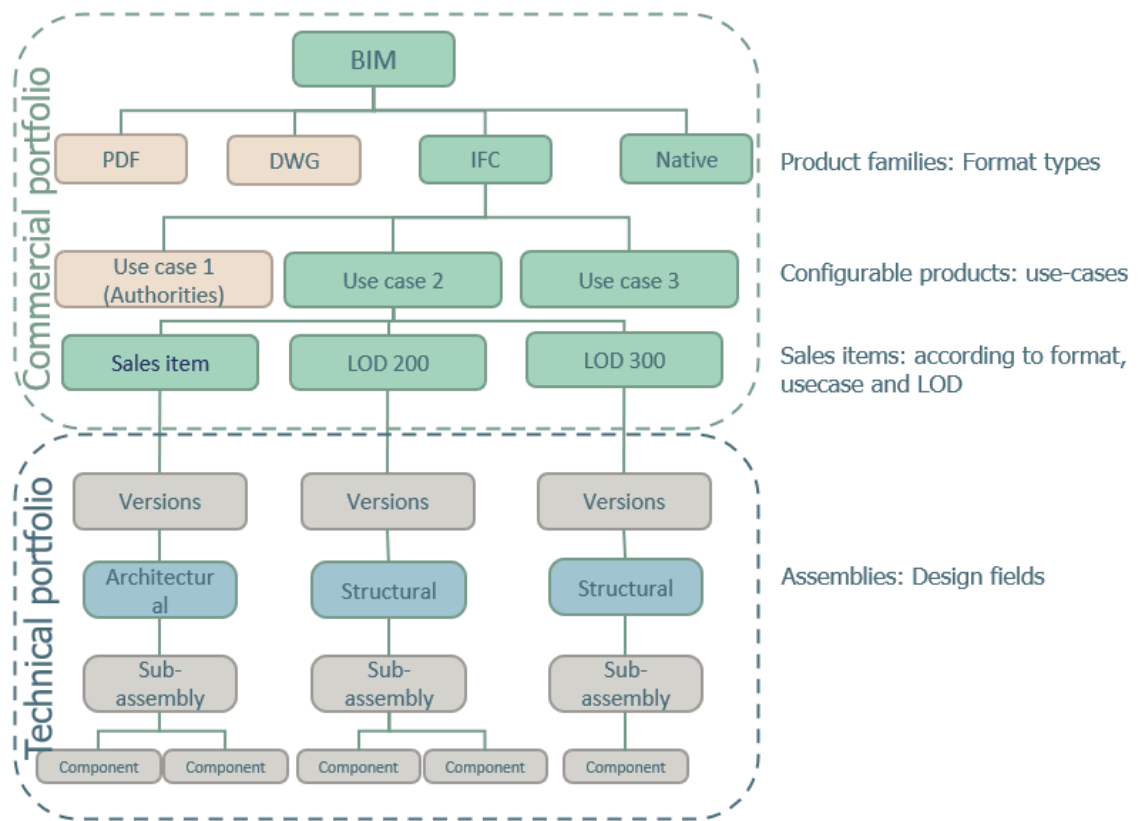 BIM
Commercial portfolio
PDF
DWG
IFC
Native
Product families: Format types
Use case 1
(Authorities)
Use case 2
Use case 3
Configurable products: use-cases
Sales item
LOD 200
LOD 300
Sales items: according to format,
usecase and LOD
Technical portfolio
Versions
Versions
Versions
Architectur
al
Structural
Structural
Assemblies: Design fields
Sub-
assembly
Sub-
assembly
Sub-
assembly
Component
Component
Component
Component
Component